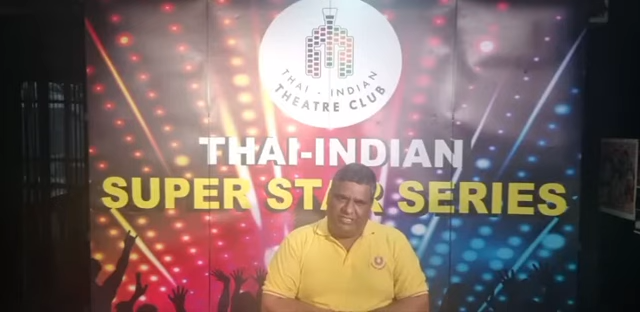 THAI - INDIAN
THEATRE CLUB
THAI-INDIAN
SUPER STAR SERIES